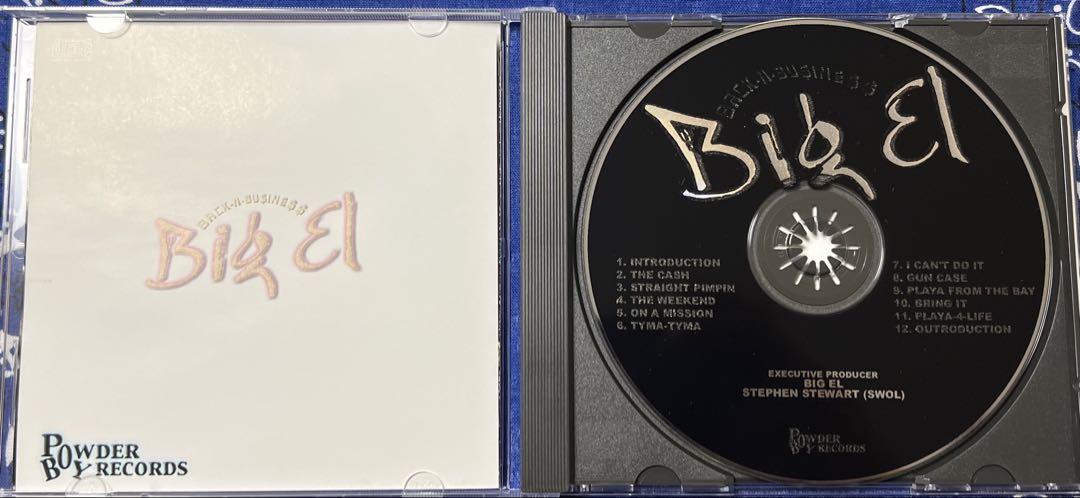 BACK-N-BUSINE$$
Big El
POWDER
BOY RECORDS
BACK-N-BUSINE$$
Big El
1. INTRODUCTION
2. THE CASH
3. STRAIGHT PIMPIN
4. THE WEEKEND
5. ON A MISSION
6. TYMA-TYMA
7. I CAN'T DO IT
8. GUN CASE
9. PLAYA FROM THE BAY
10. BRING IT
11. PLAYA-4-LIFE
12. OUTRODUCTION
EXECUTIVE PRODUCER
BIG EL
STEPHEN STEWART (SWOL)
POWDER
BOY RECORDS